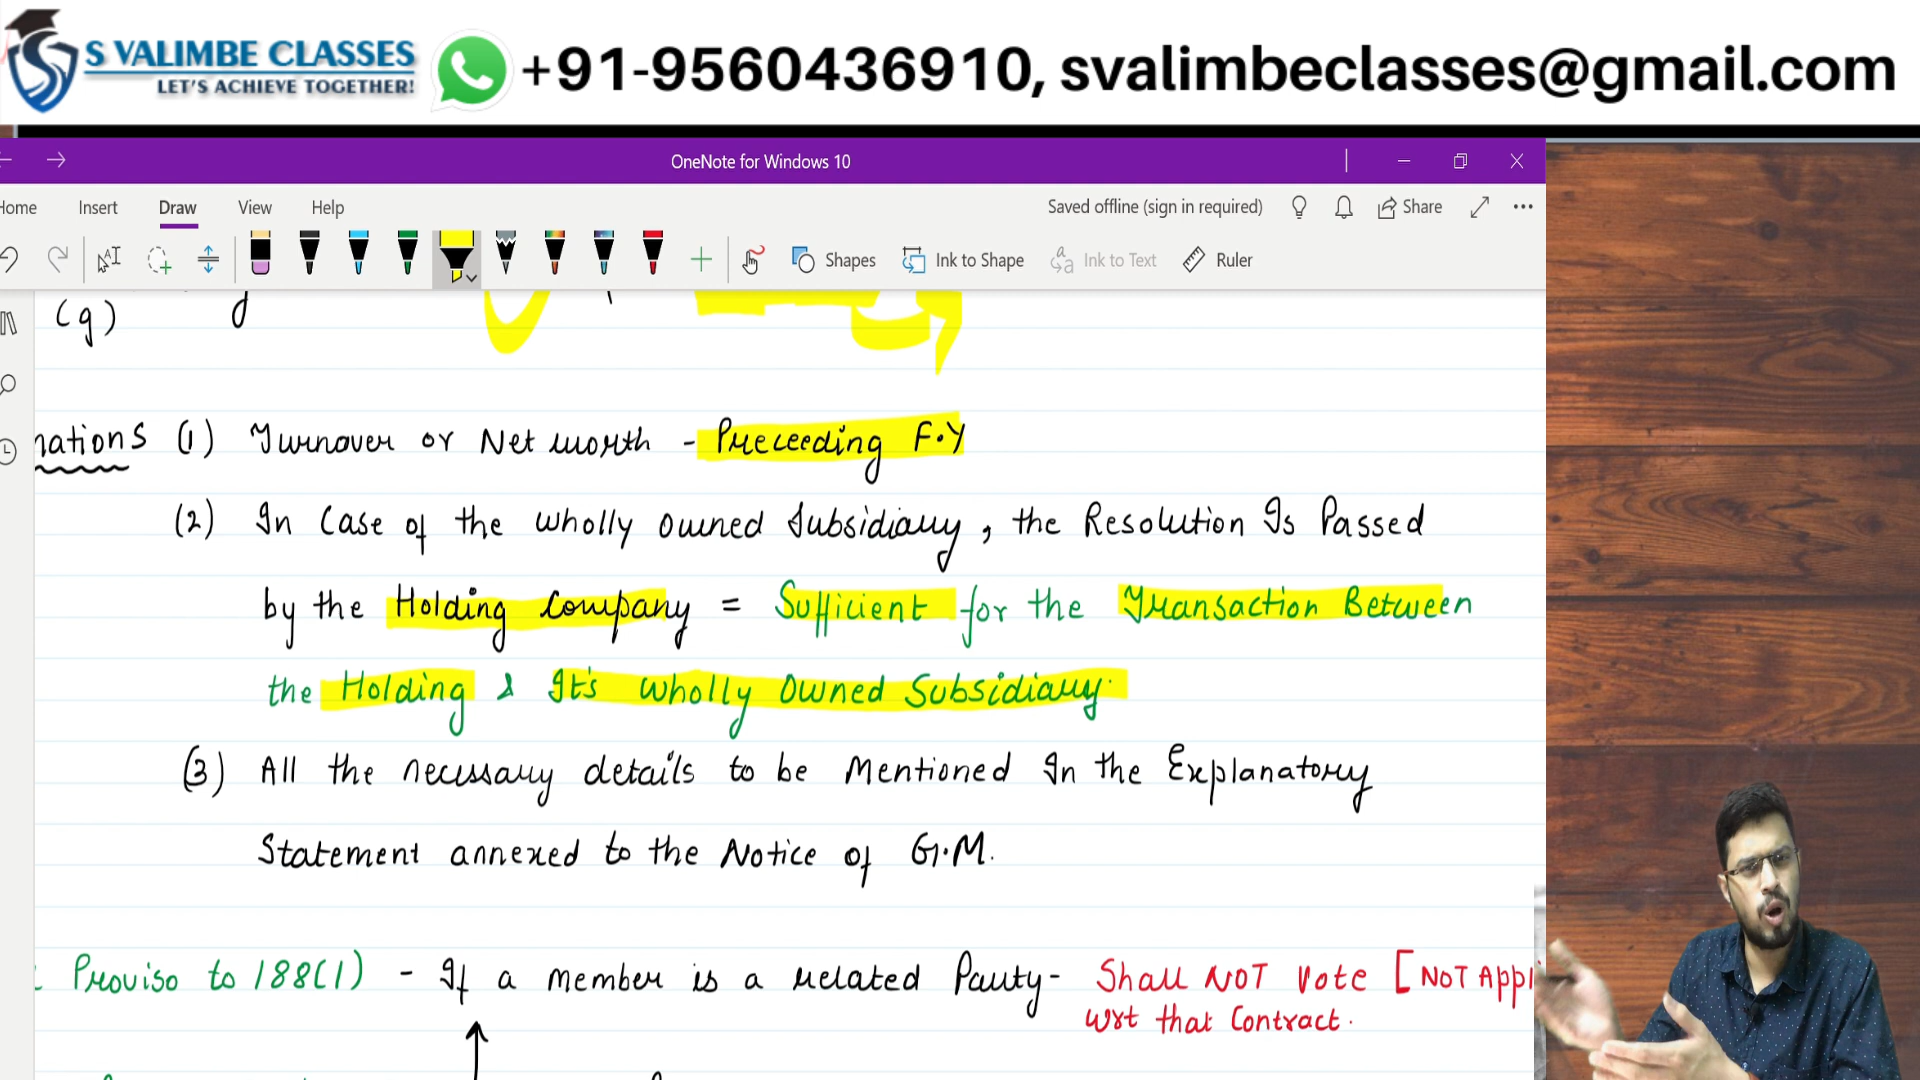 S VALIMBE CLASSES
LET'S ACHIEVE TOGETHER!
+91-9560436910, svalimbeclasses@gmail.com
OneNote for Windows 10
Home Insert Draw View Help
Saved offline (sign in required) Share
Shapes Ink to Shape Ink to Text Ruler
(g)
nations (1) Turnover or Net worth - Preceeding F.Y
(2) In Case of the wholly owned Subsidiary, the Resolution Is Passed
by the Holding Company = Sufficient for the Transaction Between
the Holding & It's wholly owned Subsidiary.
(3) All the necessary details to be Mentioned In the Explanatory
Statement annexed to the Notice of G.M.
Proviso to 188(1) - If a member is a related Party- Shall NOT Vote [NOT Appli
wrt that Contract.